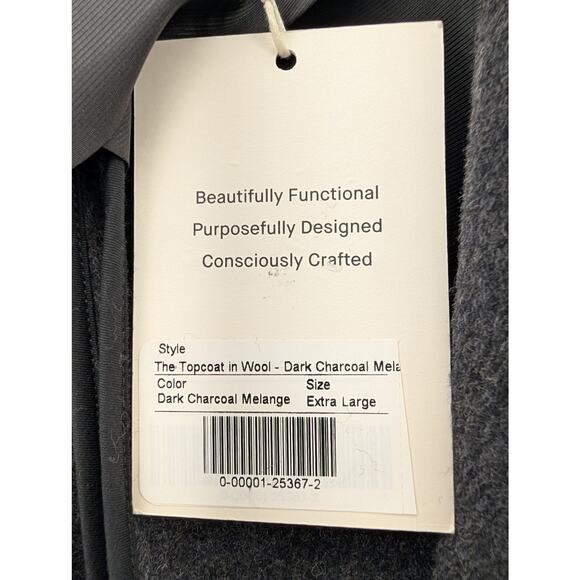 Beautifully Functional
Purposefully Designed
Consciously Crafted
Style
The Topcoat in Wool - Dark Charcoal Mela
Color Size
Dark Charcoal Melange Extra Large
0-00001-25367-2